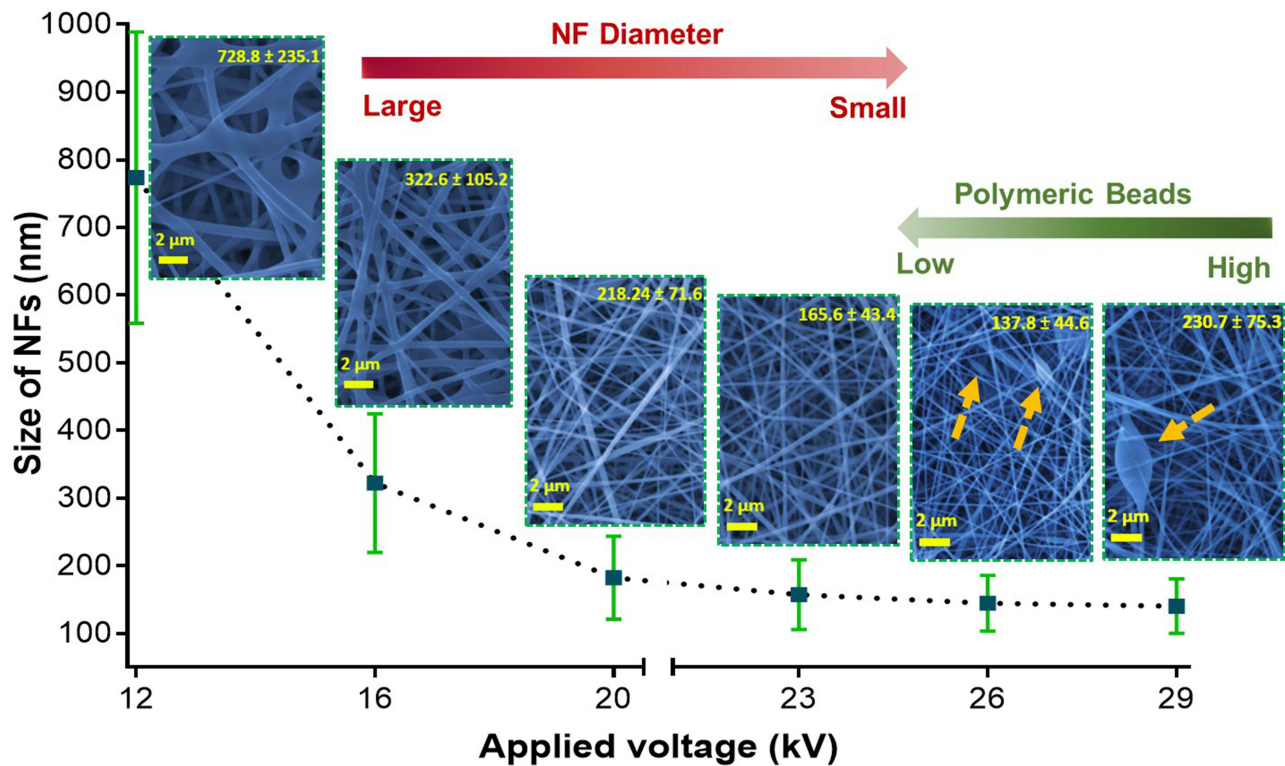 1000
900
800
700
600
500
400
300
200
100
Size of NFs (nm)
12
16
20
23
26
29
Applied voltage (kV)
NF Diameter
Large
Small
Polymeric Beads
Low
High
728.8 ± 235.1
2 µm
322.6 ± 105.2
2 µm
218.24 ± 71.6
2 µm
165.6 ± 43.4
2 µm
137.8 ± 44.6
2 µm
230.7 ± 75.3
2 µm